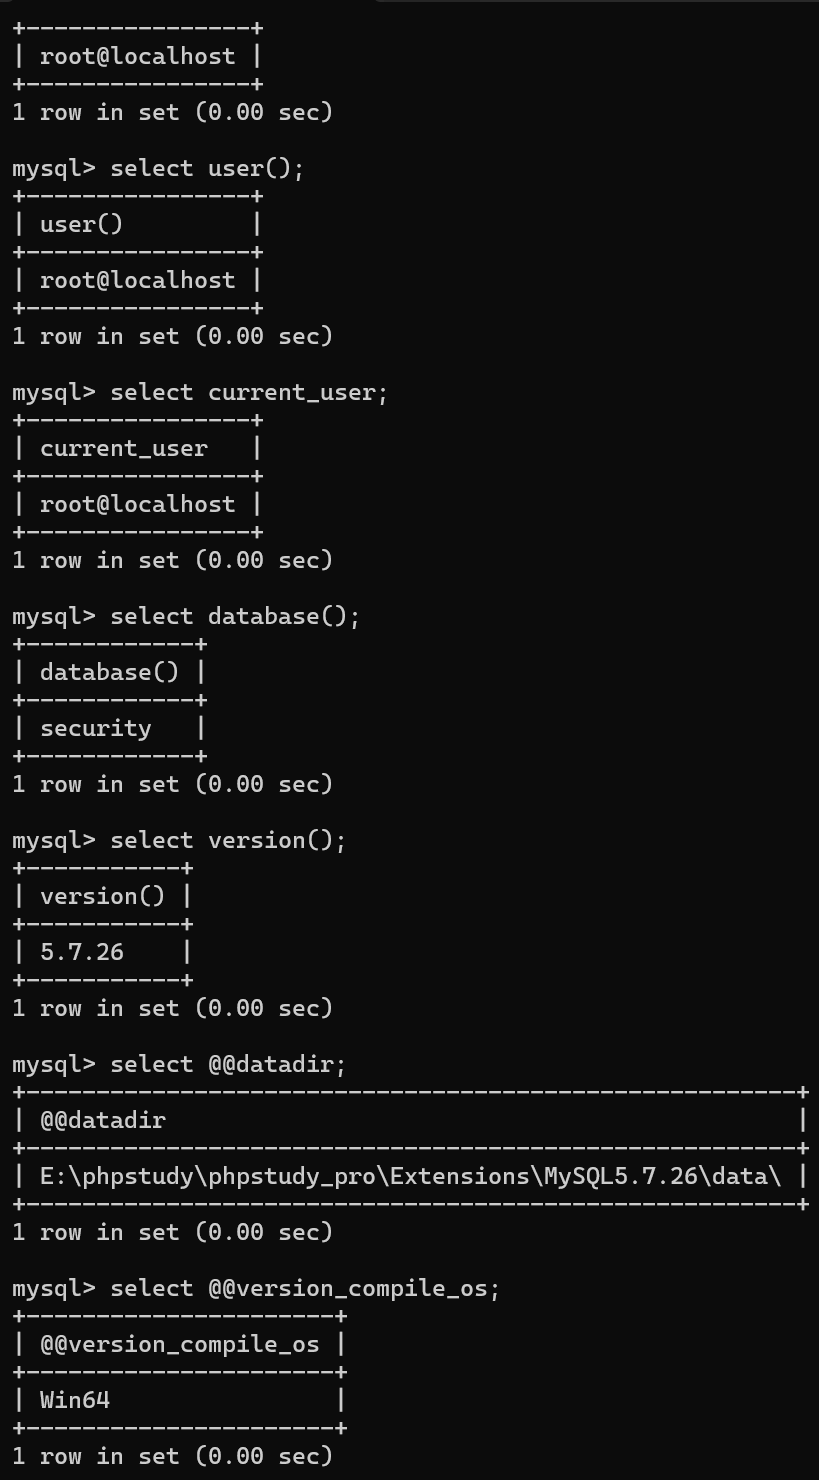 +----------------+
| root@localhost |
+----------------+
1 row in set (0.00 sec)

mysql> select user();
+----------------+
| user()         |
+----------------+
| root@localhost |
+----------------+
1 row in set (0.00 sec)

mysql> select current_user;
+----------------+
| current_user   |
+----------------+
| root@localhost |
+----------------+
1 row in set (0.00 sec)

mysql> select database();
+------------+
| database() |
+------------+
| security   |
+------------+
1 row in set (0.00 sec)

mysql> select version();
+-----------+
| version() |
+-----------+
| 5.7.26    |
+-----------+
1 row in set (0.00 sec)

mysql> select @@datadir;
+-------------------------------------------------------+
| @@datadir                                             |
+-------------------------------------------------------+
| E:\phpstudy\phpstudy_pro\Extensions\MySQL5.7.26\data\ |
+-------------------------------------------------------+
1 row in set (0.00 sec)

mysql> select @@version_compile_os;
+----------------------+
| @@version_compile_os |
+----------------------+
| Win64                |
+----------------------+
1 row in set (0.00 sec)